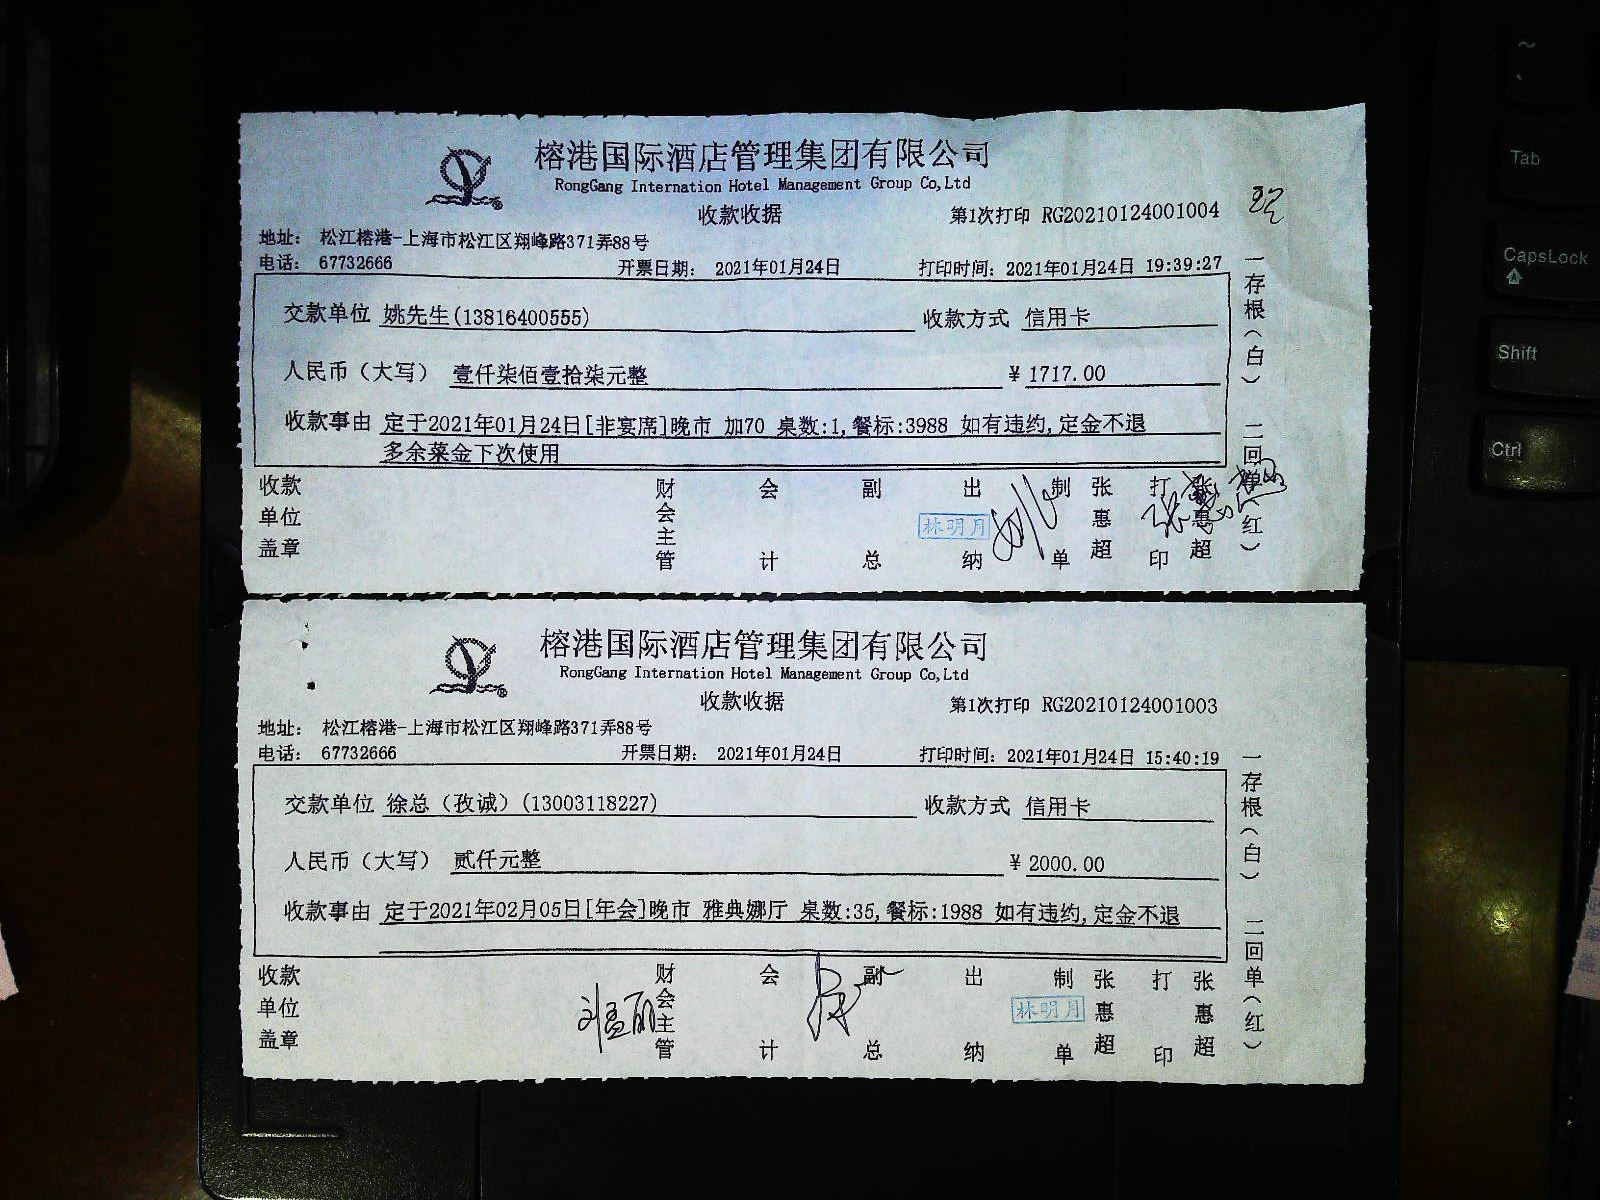 榕港国际酒店管理集团有限公司
RongGang Internation Hotel Management Group Co,Ltd
收款收据
第1次打印 RG20210124001004
地址： 松江榕港-上海市松江区翔峰路371弄88号
电话： 67732666 开票日期： 2021年01月24日 打印时间：2021年01月24日 19:39:27
交款单位 姚先生(13816400555) 收款方式 信用卡
人民币（大写） 壹仟柒佰壹拾柒元整 ¥ 1717.00
收款事由 定于2021年01月24日[非宴席]晚市 加70 桌数:1,餐标:3988 如有违约,定金不退
多余菜金下次使用
收款单位盖章 财会主管 会计 副总 出纳 林明月 制单 张惠超 打印 张惠超
一存根（白） 二回单（红）
榕港国际酒店管理集团有限公司
RongGang Internation Hotel Management Group Co,Ltd
收款收据
第1次打印 RG20210124001003
地址： 松江榕港-上海市松江区翔峰路371弄88号
电话： 67732666 开票日期： 2021年01月24日 打印时间：2021年01月24日 15:40:19
交款单位 徐总（孜诚）(13003118227) 收款方式 信用卡
人民币（大写） 贰仟元整 ¥ 2000.00
收款事由 定于2021年02月05日[年会]晚市 雅典娜厅 桌数:35,餐标:1988 如有违约,定金不退
收款单位盖章 财会主管 会计 副总 出纳 林明月 制单 张惠超 打印 张惠超
一存根（白） 二回单（红）
~
Tab
CapsLock
Shift
Ctrl